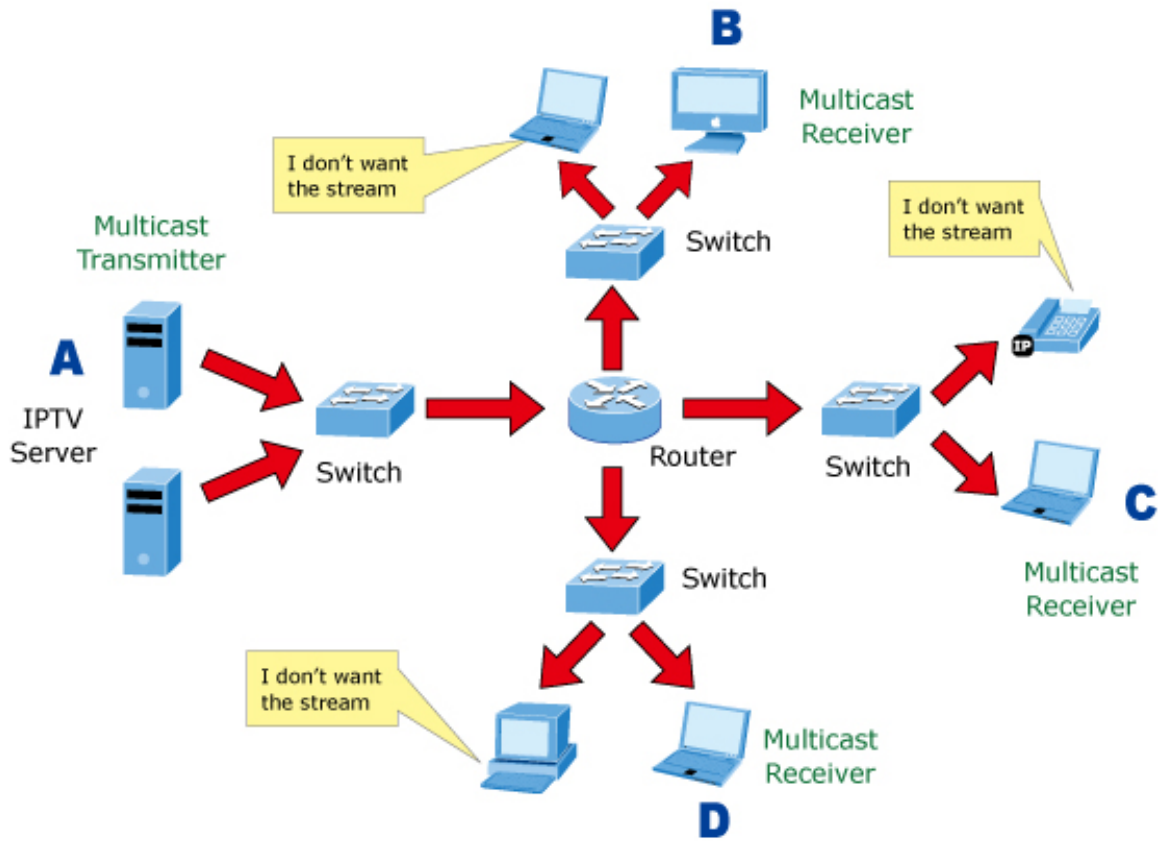 B
Multicast
Receiver
I don't want
the stream
I don't want
the stream
Multicast
Transmitter
Switch
A
IPTV
Server
IP
Switch
Router
Switch
C
Switch
Multicast
Receiver
I don't want
the stream
Multicast
Receiver
D